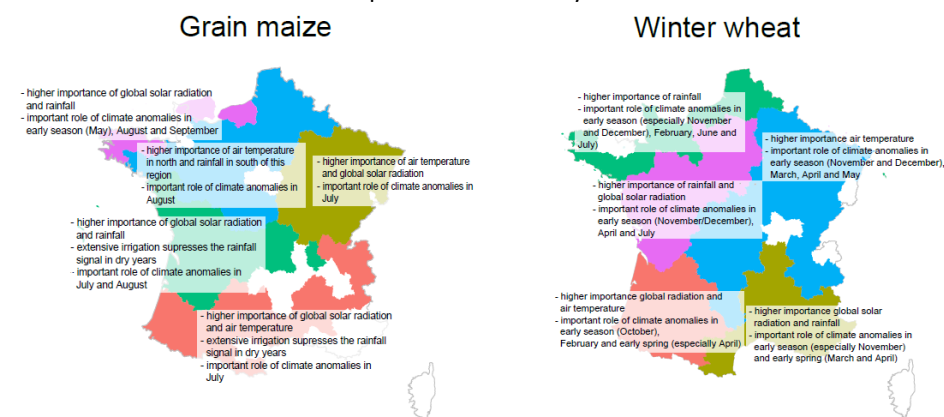 Grain maize
- higher importance of global solar radiation
and rainfall
- important role of climate anomalies in
early season (May), August and September
- higher importance of air temperature
in north and rainfall in south of this
region
- important role of climate anomalies in
August
- higher importance of air temperature
and global solar radiation
- important role of climate anomalies in
July
- higher importance of global solar radiation
and rainfall
- extensive irrigation supresses the rainfall
signal in dry years
- important role of climate anomalies in
July and August
- higher importance of global solar radiation
and air temperature
- extensive irrigation supresses the rainfall
signal in dry years
- important role of climate anomalies in
July
Winter wheat
- higher importance of rainfall
- important role of climate anomalies in
early season (especially November
and December), February, June and
July)
- higher importance air temperature
- important role of climate anomalies in
early season (November and December),
March, April and May
- higher importance of rainfall and
global solar radiation
- important role of climate anomalies in
early season (November/December),
April and July
- higher importance global radiation and
air temperature
- important role of climate anomalies in
early season (October),
February and early spring (especially April)
- higher importance global solar
radiation and rainfall
- important role of climate anomalies in
early season (especially November)
and early spring (March and April)